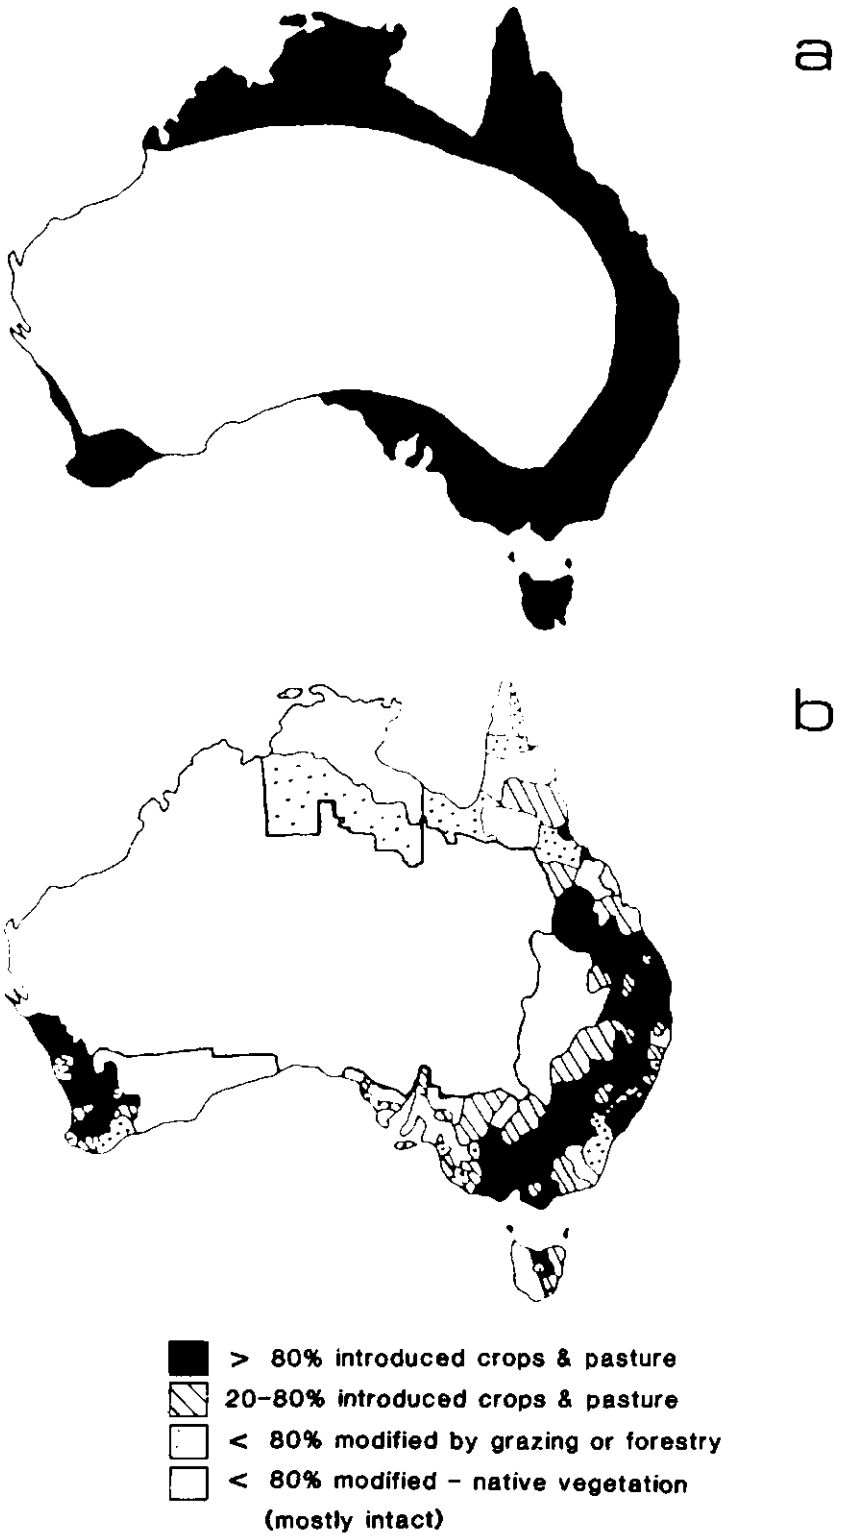 a
b
> 80% introduced crops & pasture
20-80% introduced crops & pasture
< 80% modified by grazing or forestry
< 80% modified - native vegetation
(mostly intact)